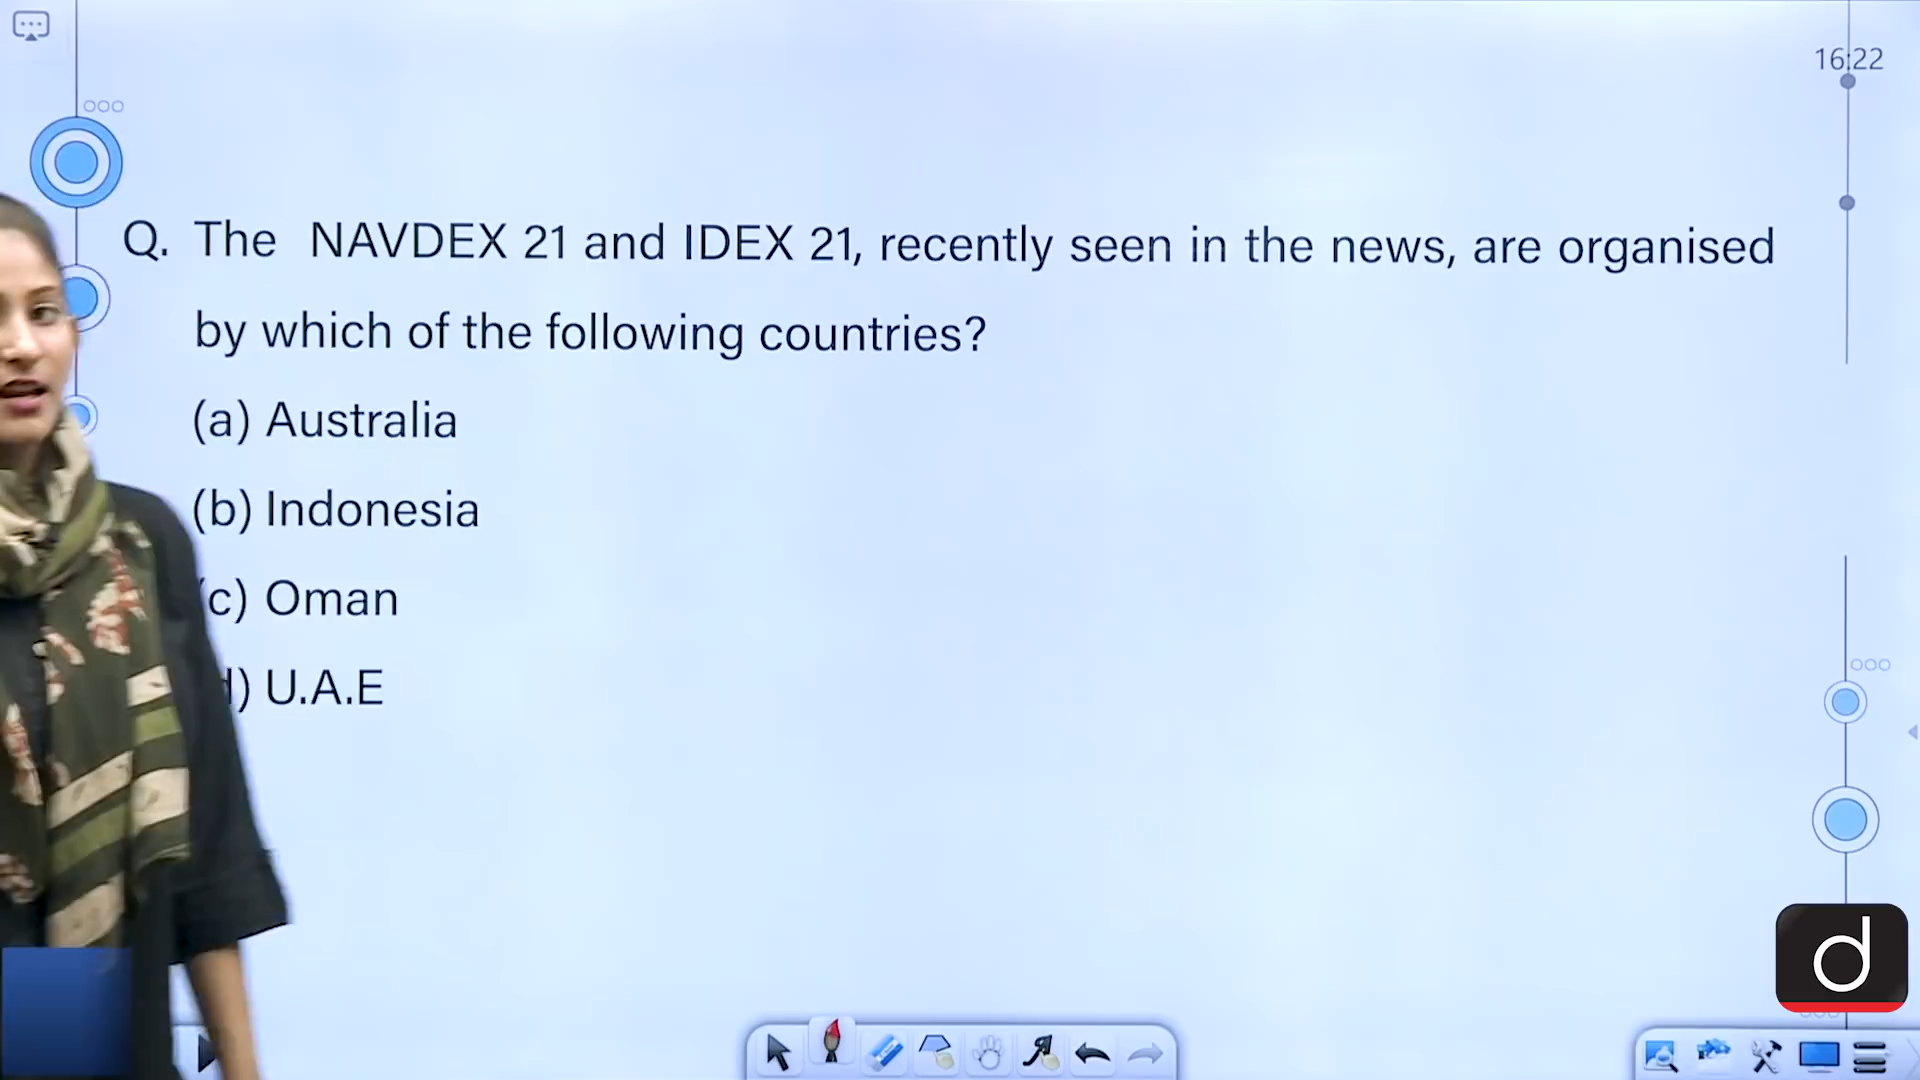 16:22
Q. The NAVDEX 21 and IDEX 21, recently seen in the news, are organised
by which of the following countries?
(a) Australia
(b) Indonesia
(c) Oman
d) U.A.E
d